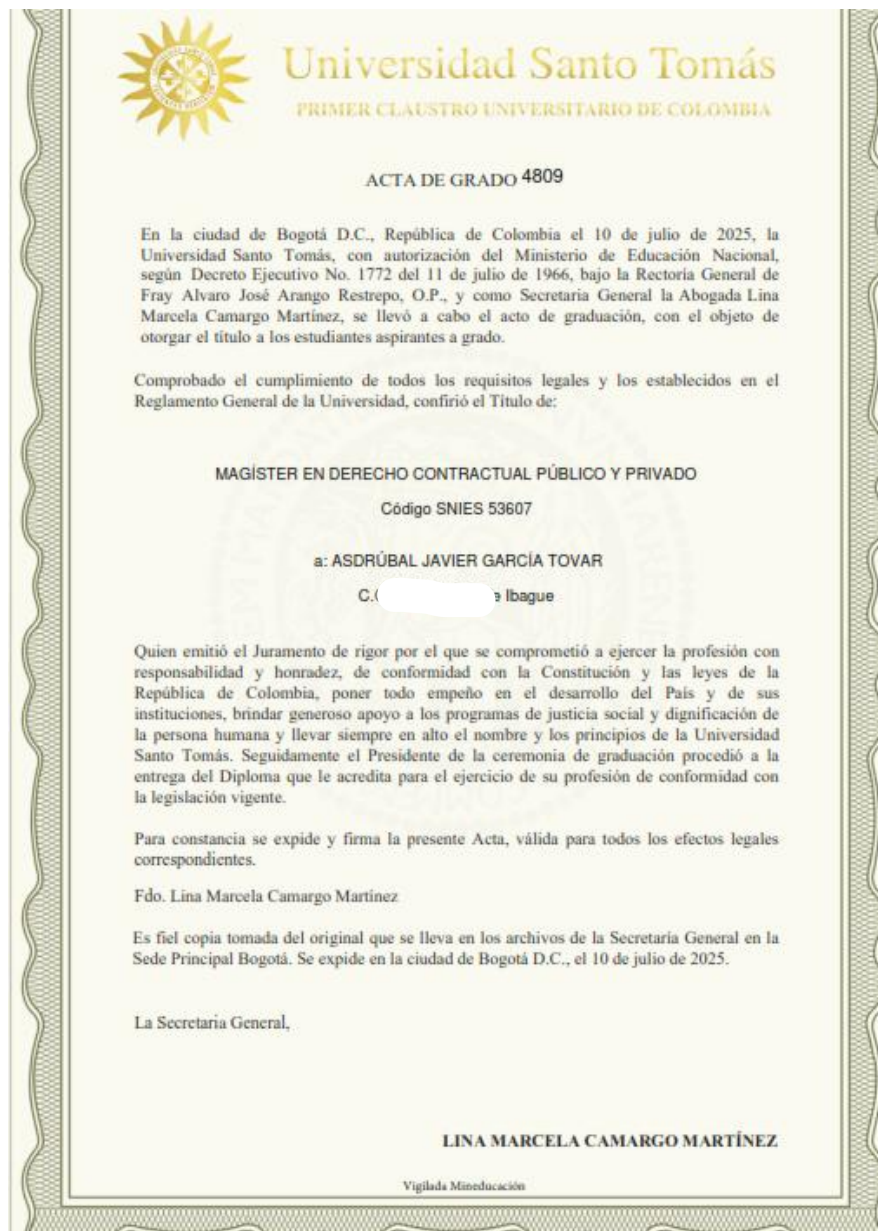 Universidad Santo Tomás
PRIMER CLAUSTRO UNIVERSITARIO DE COLOMBIA
ACTA DE GRADO 4809
En la ciudad de Bogotá D.C., República de Colombia el 10 de julio de 2025, la
Universidad Santo Tomás, con autorización del Ministerio de Educación Nacional,
según Decreto Ejecutivo No. 1772 del 11 de julio de 1966, bajo la Rectoría General de
Fray Alvaro José Arango Restrepo, O.P., y como Secretaria General la Abogada Lina
Marcela Camargo Martínez, se llevó a cabo el acto de graduación, con el objeto de
otorgar el título a los estudiantes aspirantes a grado.
Comprobado el cumplimiento de todos los requisitos legales y los establecidos en el
Reglamento General de la Universidad, confirió el Título de:
MAGÍSTER EN DERECHO CONTRACTUAL PÚBLICO Y PRIVADO
Código SNIES 53607
a: ASDRÚBAL JAVIER GARCÍA TOVAR
Ibague
Quien emitió el Juramento de rigor por el que se comprometió a ejercer la profesión con
responsabilidad y honradez, de conformidad con la Constitución y las leyes de la
República de Colombia, poner todo empeño en el desarrollo del País y de sus
instituciones, brindar generoso apoyo a los programas de justicia social y dignificación de
la persona humana y llevar siempre en alto el nombre y los principios de la Universidad
Santo Tomás. Seguidamente el Presidente de la ceremonia de graduación procedió a la
entrega del Diploma que le acredita para el ejercicio de su profesión de conformidad con
la legislación vigente.
Para constancia se expide y firma la presente Acta, válida para todos los efectos legales
correspondientes.
Fdo. Lina Marcela Camargo Martínez
Es fiel copia tomada del original que se lleva en los archivos de la Secretaría General en la
Sede Principal Bogotá. Se expide en la ciudad de Bogotá D.C., el 10 de julio de 2025.
La Secretaria General,
LINA MARCELA CAMARGO MARTÍNEZ
Vigilada Mineducación